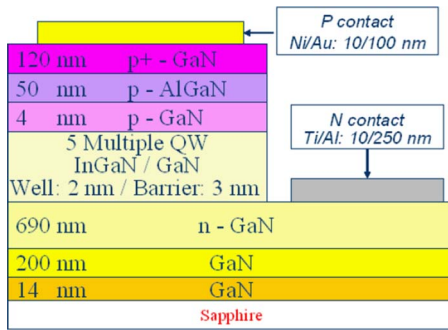 P contact
Ni/Au: 10/100 nm
120 nm p+ - GaN
50 nm p - AlGaN
4 nm p - GaN
5 Multiple QW
InGaN / GaN
Well: 2 nm / Barrier: 3 nm
N contact
Ti/Al: 10/250 nm
690 nm n - GaN
200 nm GaN
14 nm GaN
Sapphire